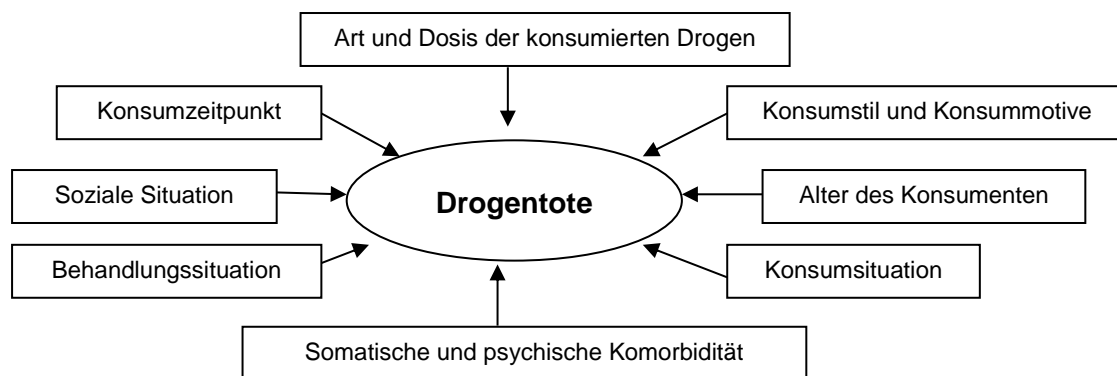 Art und Dosis der konsumierten Drogen
Konsumzeitpunkt
Konsumstil und Konsummotive
Soziale Situation
Drogentote
Alter des Konsumenten
Behandlungssituation
Konsumsituation
Somatische und psychische Komorbidität